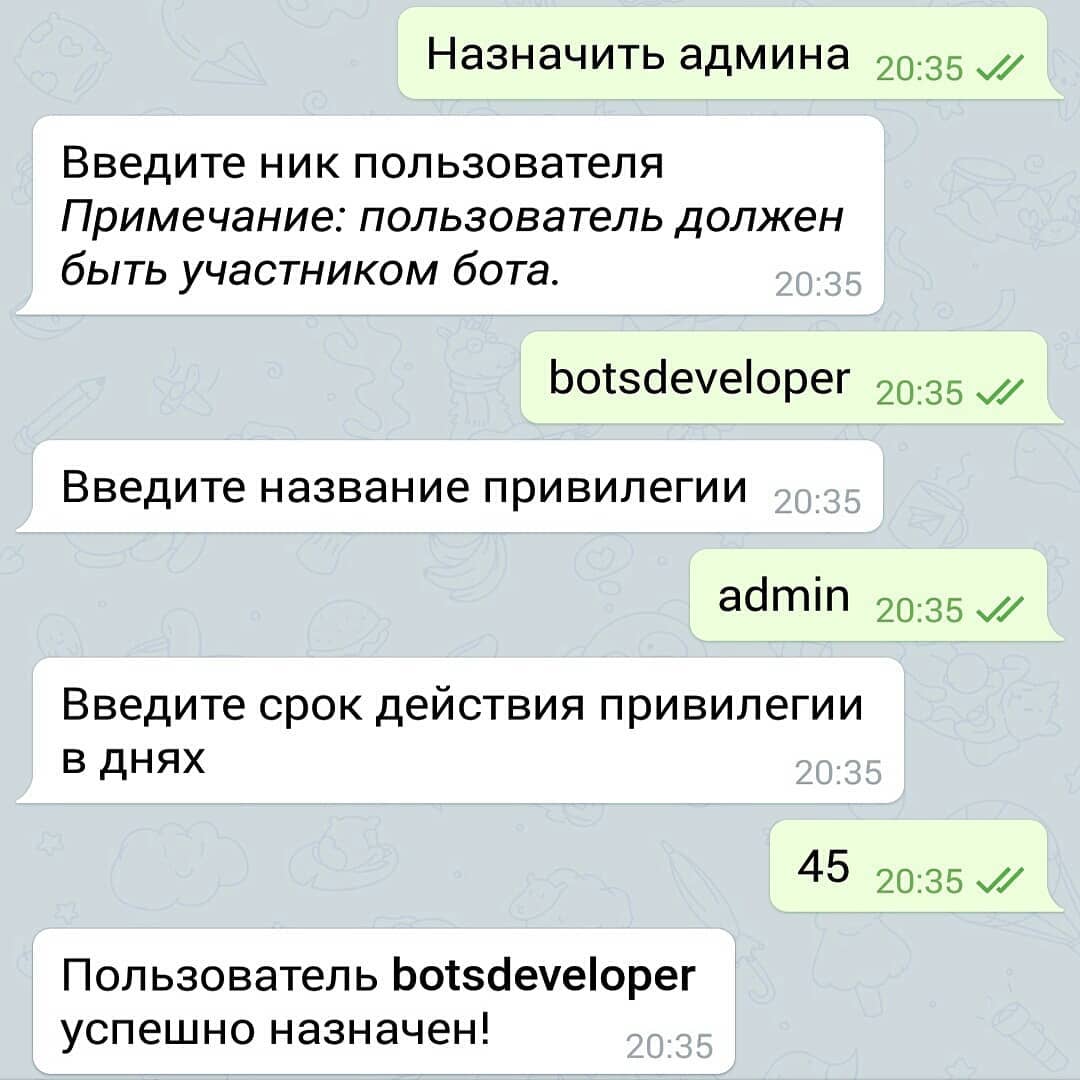 Назначить админа 20:35
Введите ник пользователя
Примечание: пользователь должен
быть участником бота. 20:35
botsdeveloper 20:35
Введите название привилегии 20:35
admin 20:35
Введите срок действия привилегии
в днях 20:35
45 20:35
Пользователь botsdeveloper
успешно назначен! 20:35